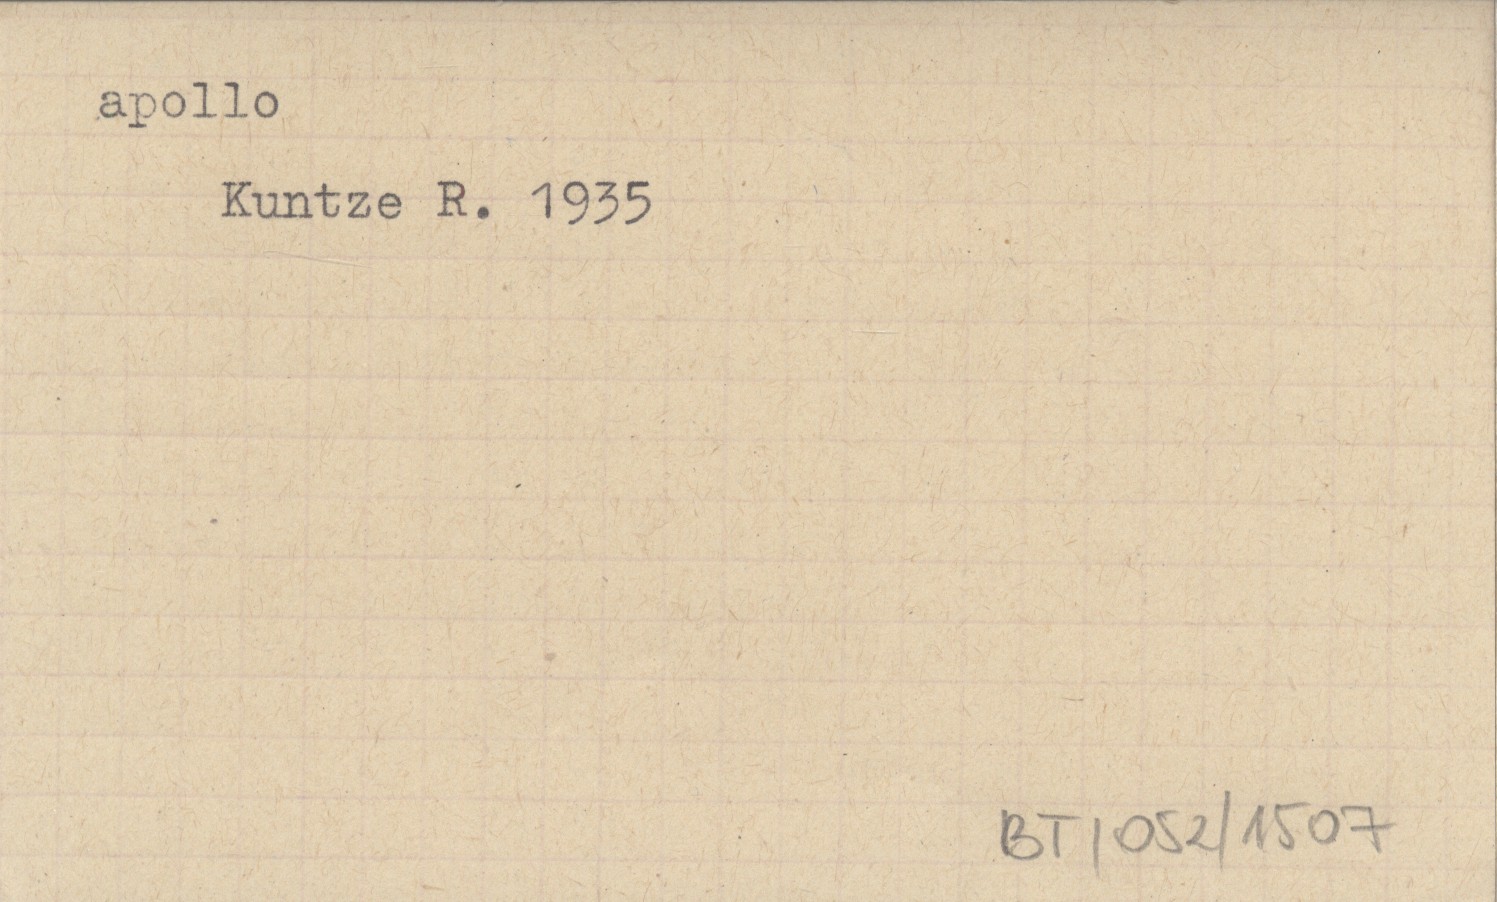 apollo
Kuntze R. 1935
BT/052/1507